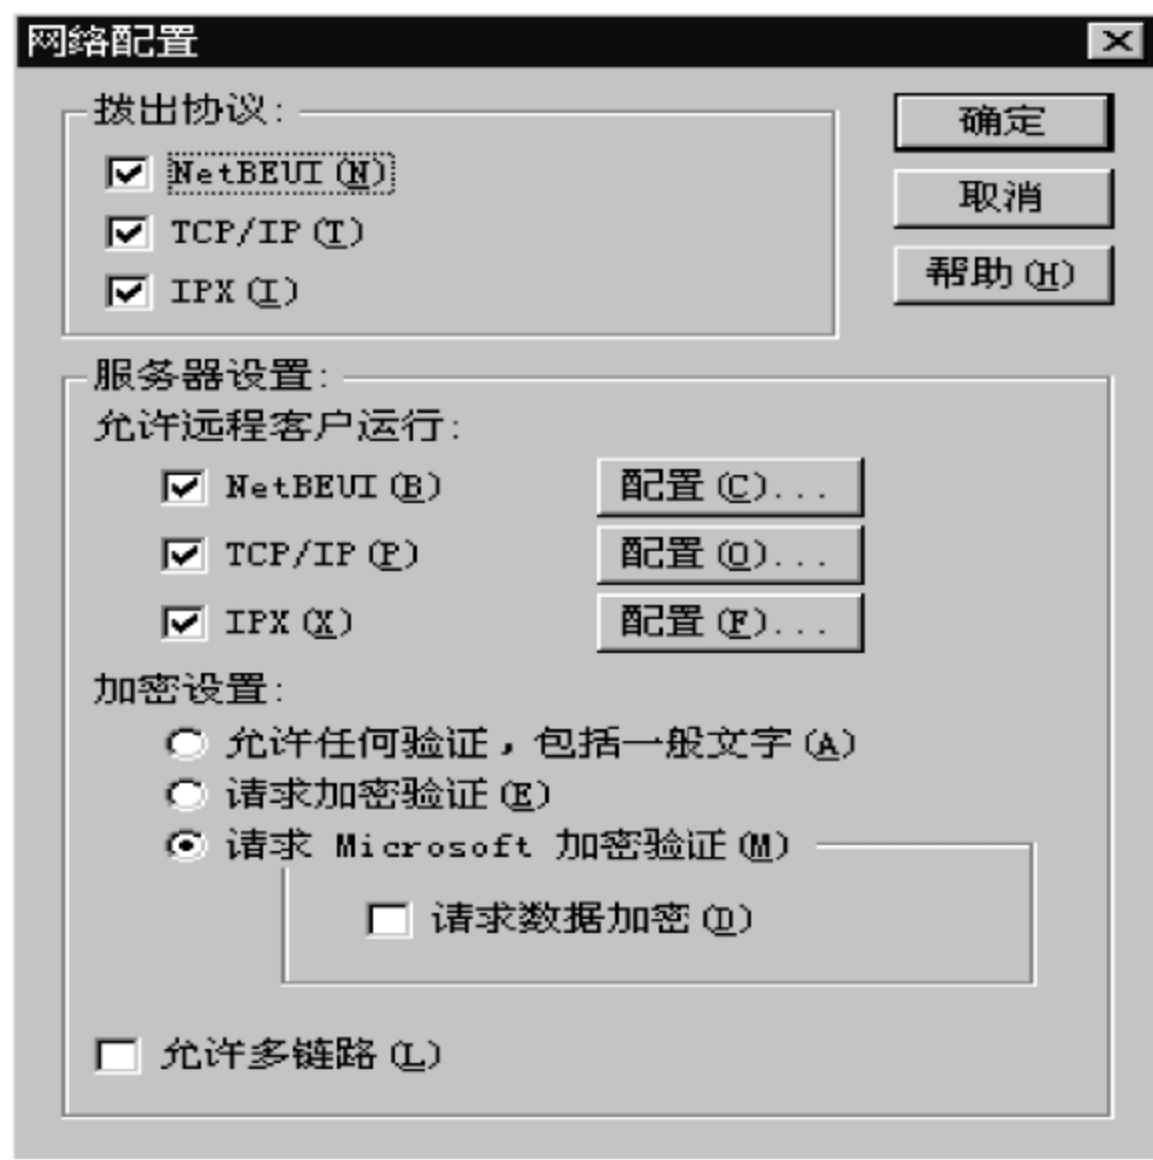 网络配置
拨出协议:
确定
NetBEUI(N)
取消
TCP/IP(T)
帮助(H)
IPX(I)
服务器设置:
允许远程客户运行:
NetBEUI(B) 配置(C)...
TCP/IP(P) 配置(O)...
IPX(X) 配置(F)...
加密设置:
允许任何验证，包括一般文字(A)
请求加密验证(E)
请求 Microsoft 加密验证(M)
请求数据加密(D)
允许多链路(L)